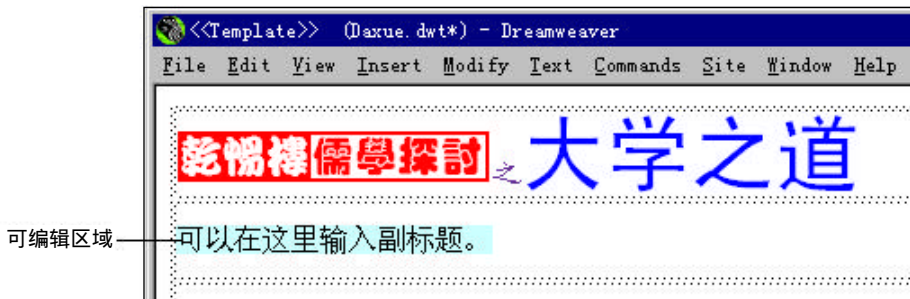 <<Template>> (Daxue.dwt*) - Dreamweaver
File Edit View Insert Modify Text Commands Site Window Help
乾惕樓儒學探討之大学之道
可编辑区域
可以在这里输入副标题。